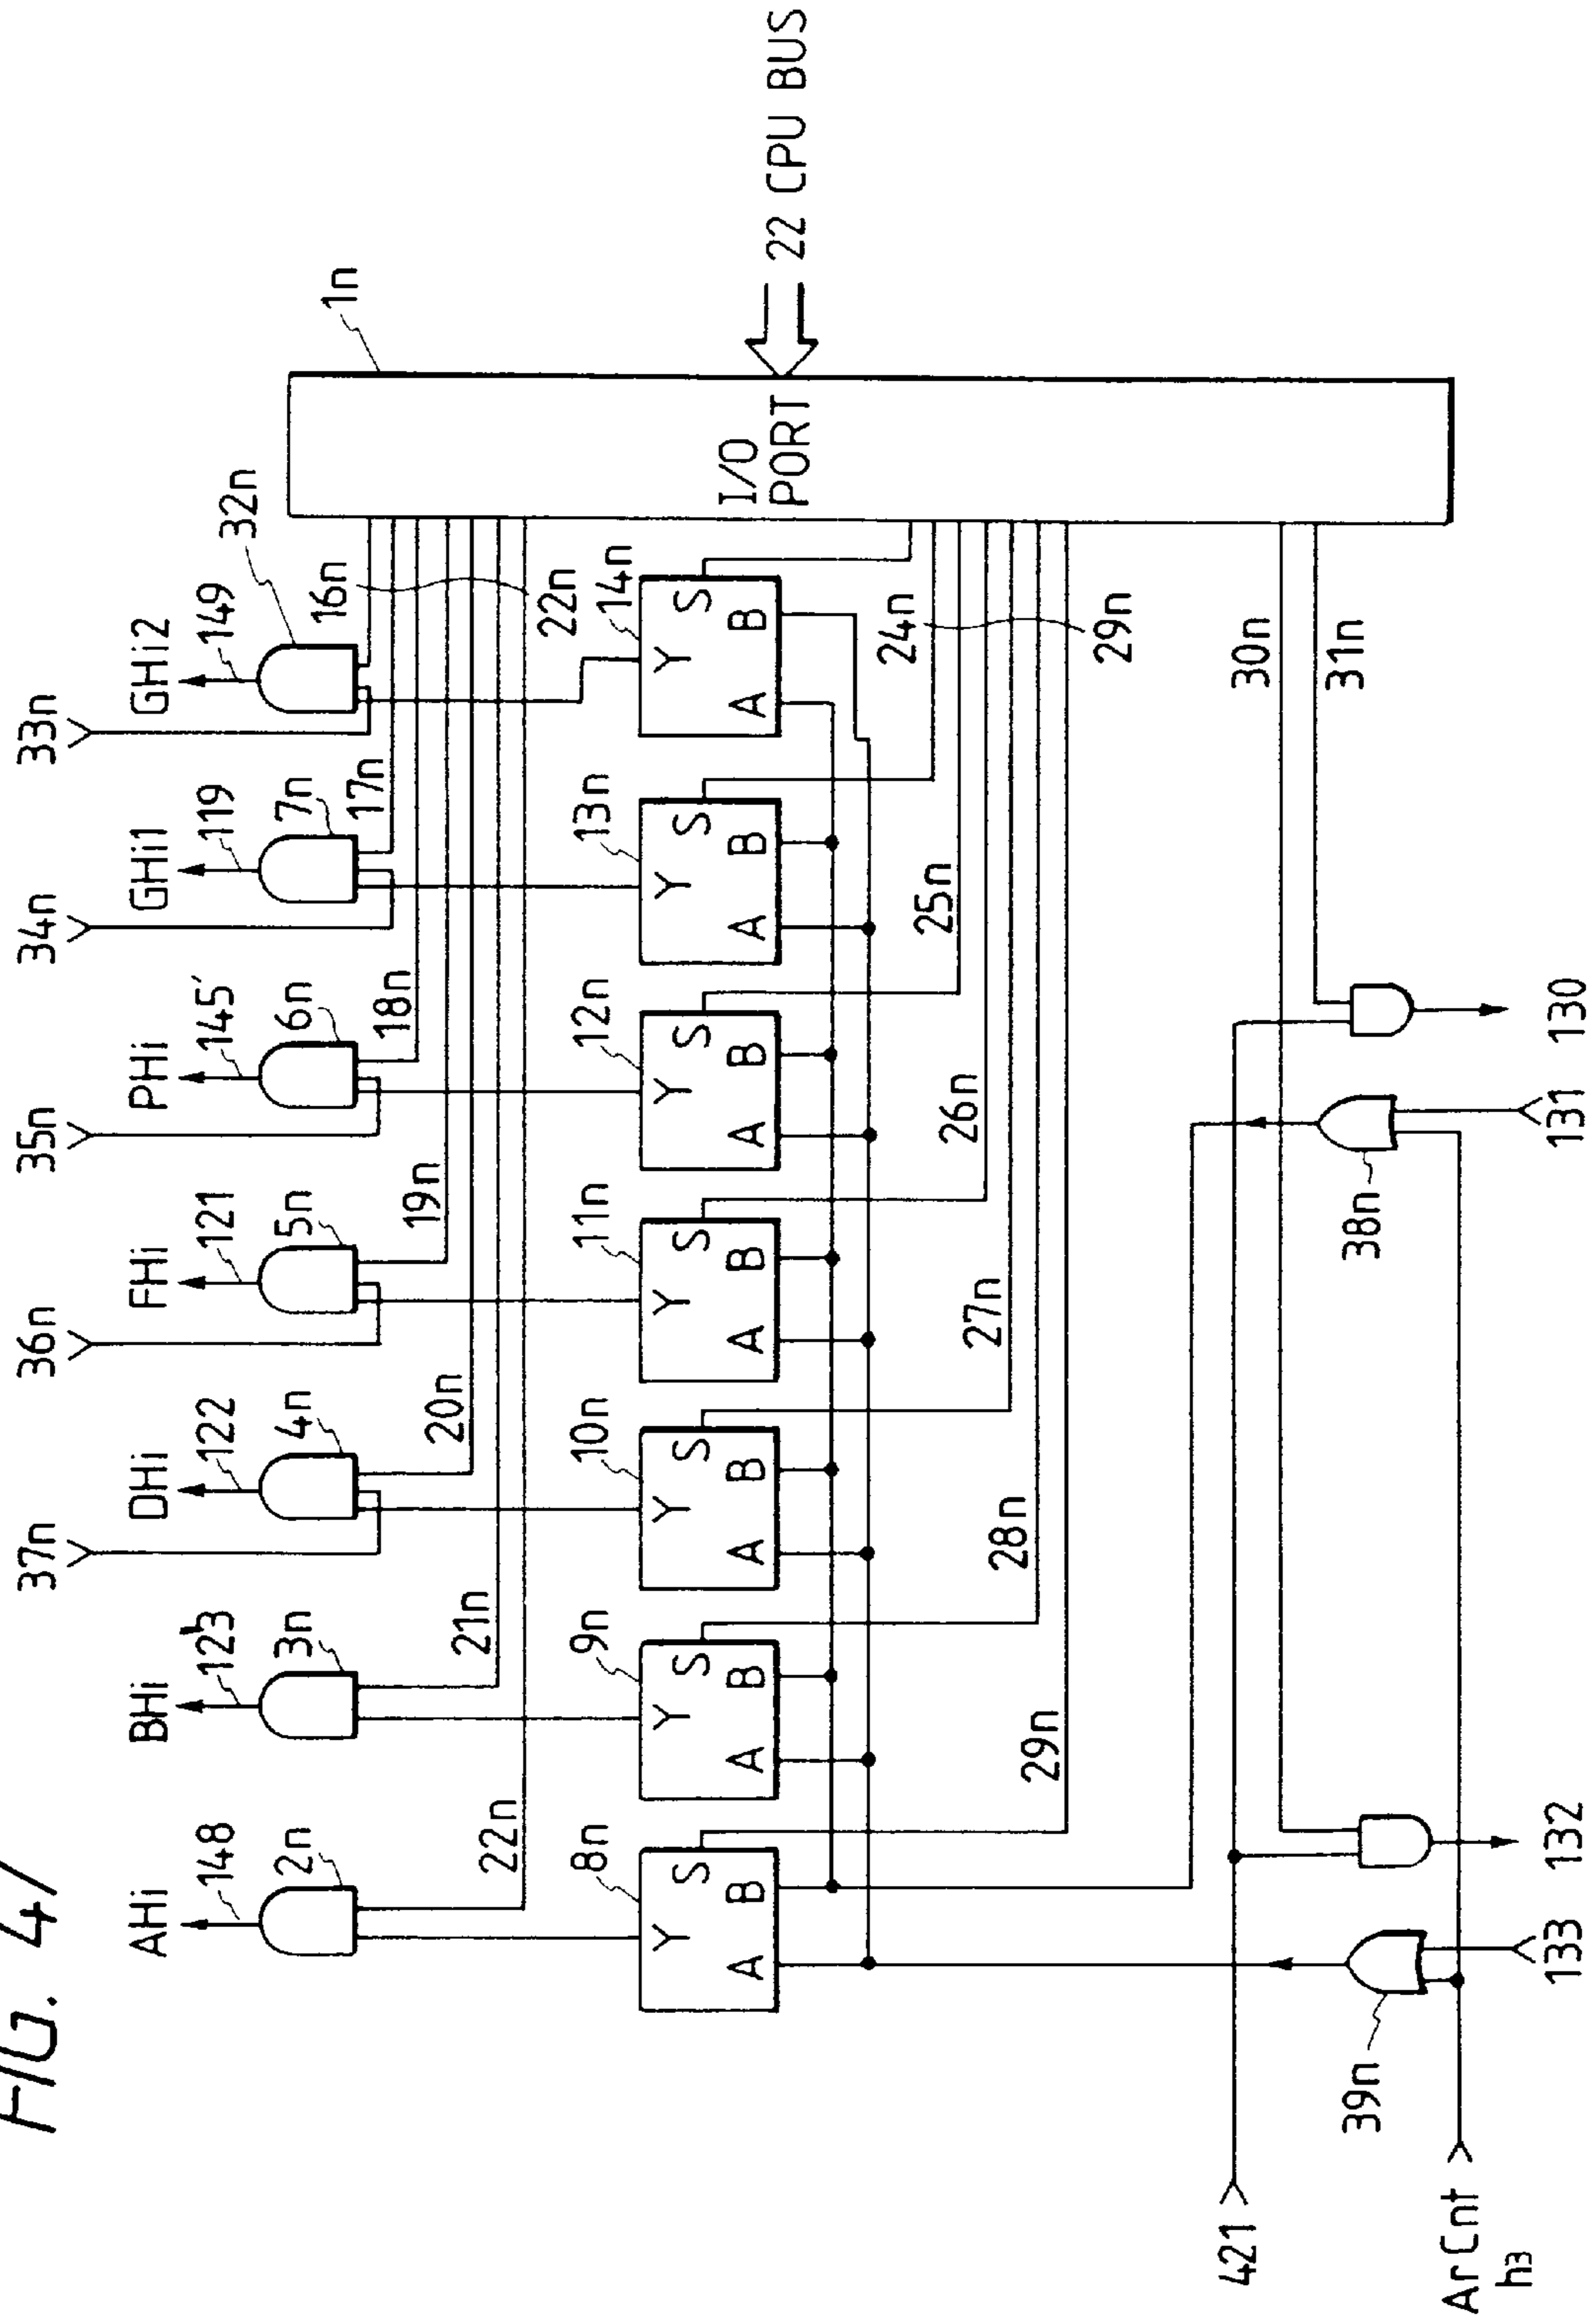 FIG. 41
37n 36n 35n 34n 33n
AHi BHi DHi FHi PHi GHi1 GHi2
148 123 122 121 145' 119 149
2n 3n 4n 5n 6n 7n 32n 1n
22n 21n 20n 19n 18n 17n 16n
22n
8n 9n 10n 11n 12n 13n 14n
Y S Y S Y S Y S Y S Y S Y S
A B A B A B A B A B A B A B
I/O
PORT
22 CPU BUS
29n 28n 27n 26n 25n 24n
29n
30n
31n
421
39n 38n
ArCnt
h3
133 132 131 130